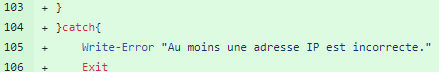 103 + }
104 + }catch{
105 + Write-Error "Au moins une adresse IP est incorrecte."
106 + Exit